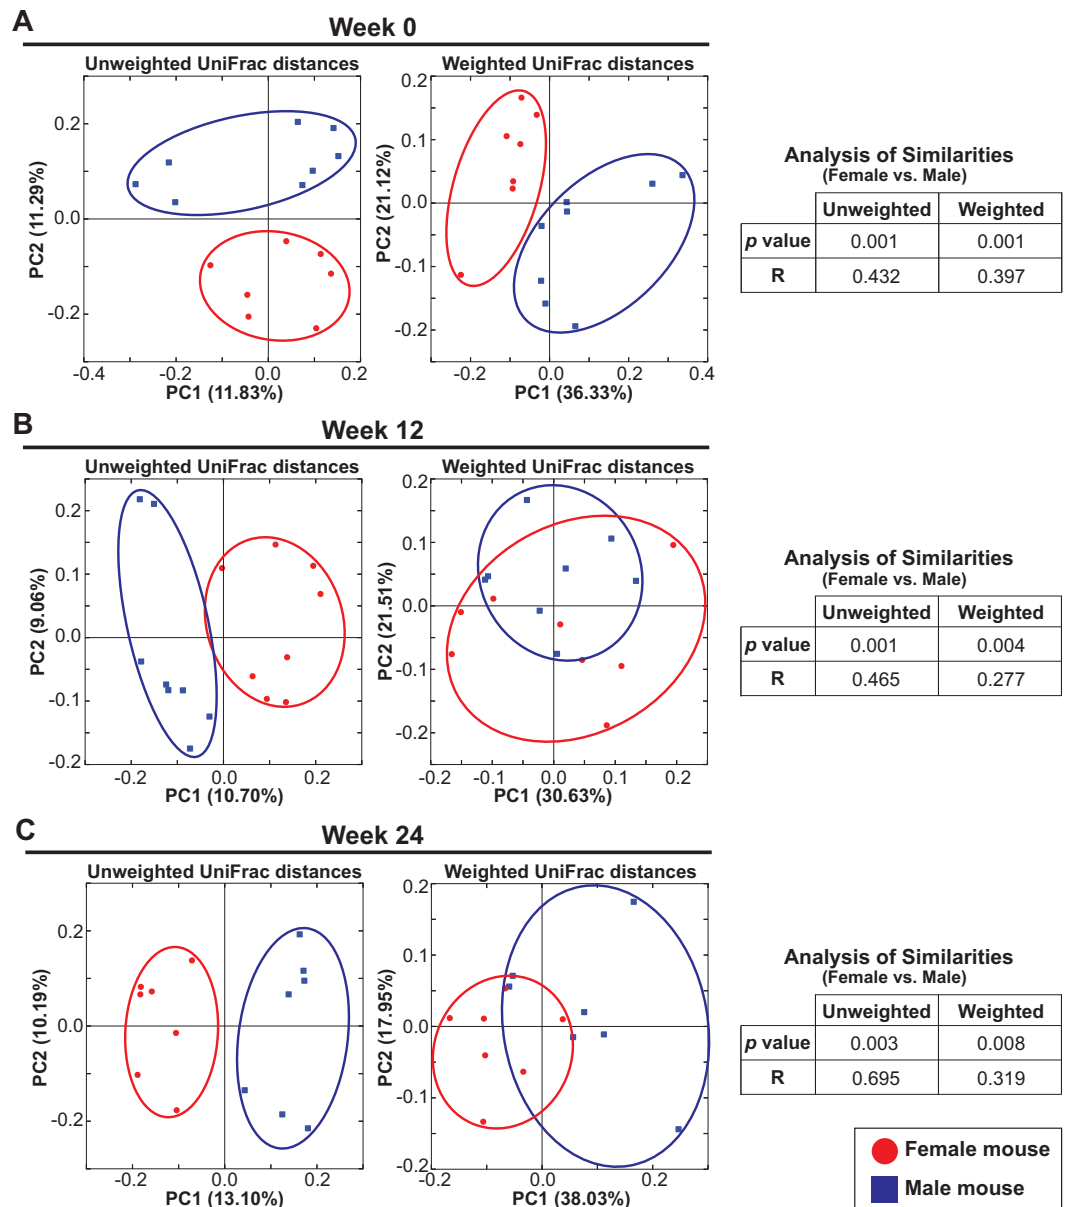 A
Week 0
Unweighted UniFrac distances
Weighted UniFrac distances
PC2 (11.29%)
0.2
0.0
-0.2
-0.4 -0.2 0.0 0.2
PC1 (11.83%)
PC2 (21.12%)
0.2
0.1
0.0
-0.1
-0.2
-0.2 0.0 0.2 0.4
PC1 (36.33%)
Analysis of Similarities
(Female vs. Male)
Unweighted Weighted
p value 0.001 0.001
R 0.432 0.397
B
Week 12
Unweighted UniFrac distances
Weighted UniFrac distances
PC2 (9.06%)
0.2
0.1
0.0
-0.1
-0.2
-0.2 0.0 0.2
PC1 (10.70%)
PC2 (21.51%)
0.2
0.1
0.0
-0.1
-0.2
-0.2 -0.1 0.0 0.1 0.2
PC1 (30.63%)
Analysis of Similarities
(Female vs. Male)
Unweighted Weighted
p value 0.001 0.004
R 0.465 0.277
C
Week 24
Unweighted UniFrac distances
Weighted UniFrac distances
PC2 (10.19%)
0.2
0.0
-0.2
-0.2 0.0 0.2
PC1 (13.10%)
PC2 (17.95%)
0.2
0.1
0.0
-0.1
-0.2
0.0 0.2
PC1 (38.03%)
Analysis of Similarities
(Female vs. Male)
Unweighted Weighted
p value 0.003 0.008
R 0.695 0.319
Female mouse
Male mouse